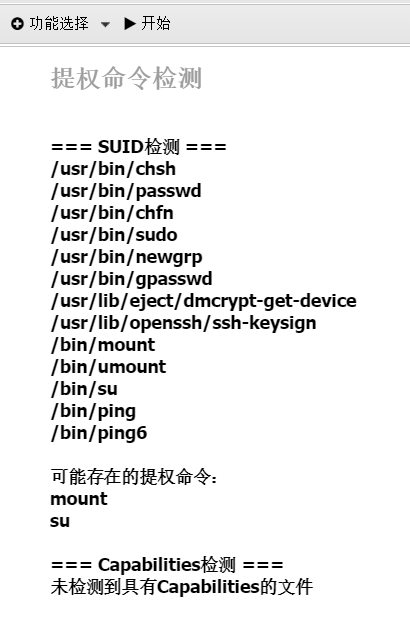 功能选择 开始
提权命令检测
=== SUID检测 ===
/usr/bin/chsh
/usr/bin/passwd
/usr/bin/chfn
/usr/bin/sudo
/usr/bin/newgrp
/usr/bin/gpasswd
/usr/lib/eject/dmcrypt-get-device
/usr/lib/openssh/ssh-keysign
/bin/mount
/bin/umount
/bin/su
/bin/ping
/bin/ping6
可能存在的提权命令:
mount
su
=== Capabilities检测 ===
未检测到具有Capabilities的文件